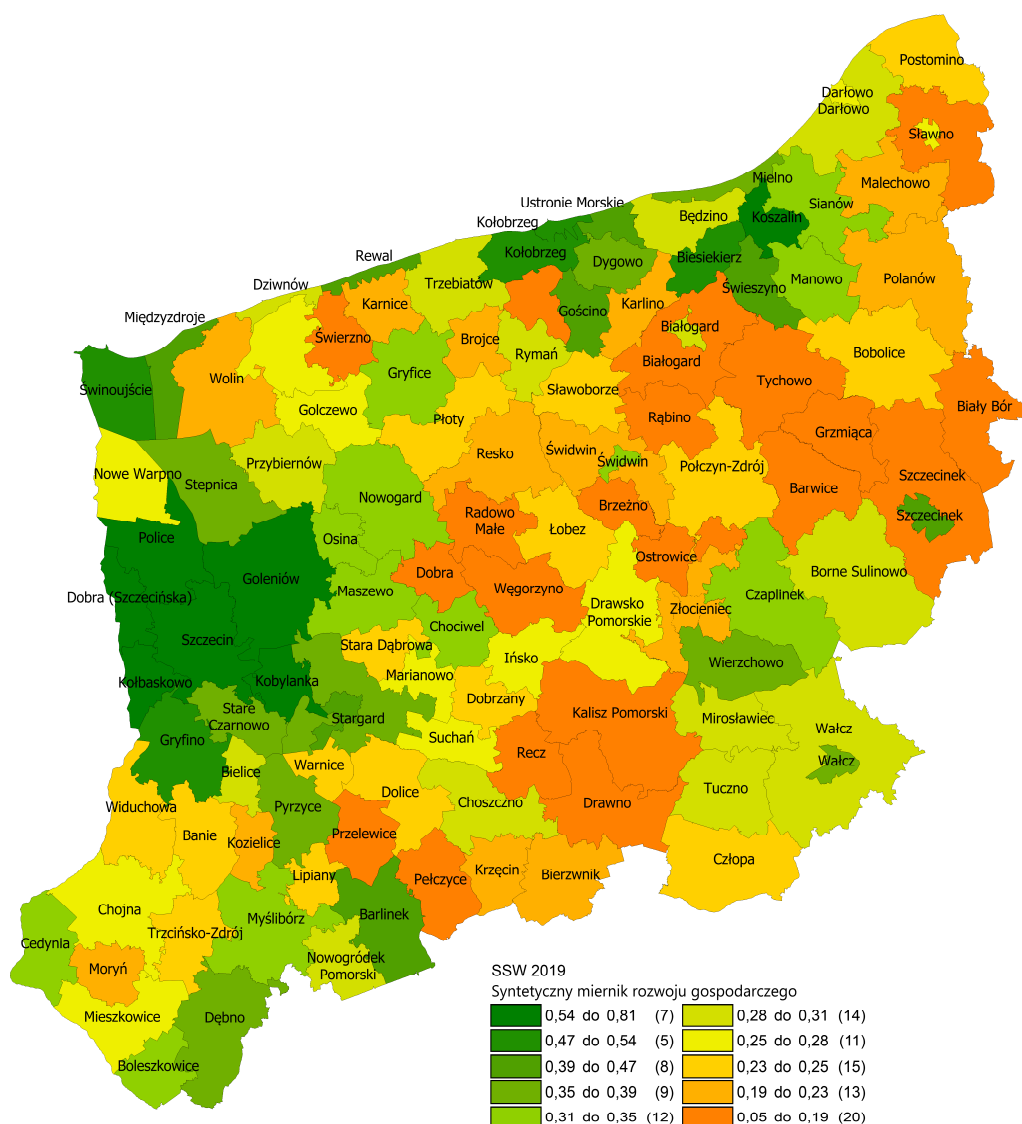 Postomino
Darłowo
Darłowo
Sławno
Mielno
Malechowo
Ustronie Morskie
Sianów
Kołobrzeg
Będzino
Koszalin
Rewal
Kołobrzeg
Dygowo
Biesiekierz
Dziwnów
Trzebiatów
Świeszyno
Manowo
Polanów
Międzyzdroje
Karnice
Gościno
Karlino
Świerzno
Brojce
Rymań
Białogard
Białogard
Bobolice
Świnoujście
Wolin
Gryfice
Sławoborze
Tychowo
Biały Bór
Golczewo
Płoty
Rąbino
Grzmiąca
Nowe Warpno
Przybiernów
Resko
Świdwin
Świdwin
Połczyn-Zdrój
Szczecinek
Stepnica
Nowogard
Barwice
Radowo
Małe
Brzeżno
Szczecinek
Police
Osina
Łobez
Goleniów
Dobra
Ostrowice
Borne Sulinowo
Dobra (Szczecińska)
Maszewo
Węgorzyno
Drawsko
Pomorskie
Złocieniec
Czaplinek
Szczecin
Chociwel
Stara Dąbrowa
Ińsko
Wierzchowo
Kołbaskowo
Kobylanka
Marianowo
Dobrzany
Stare
Czarnowo
Stargard
Kalisz Pomorski
Mirosławiec
Wałcz
Gryfino
Suchań
Recz
Wałcz
Bielice
Warnice
Widuchowa
Pyrzyce
Dolice
Choszczno
Drawno
Tuczno
Banie
Kozielice
Przelewice
Człopa
Lipiany
Pełczyce
Krzęcin
Bierzwnik
Chojna
Trzcińsko-Zdrój
Myślibórz
Barlinek
Cedynia
Moryń
Nowogródek
Pomorski
Mieszkowice
Dębno
Boleszkowice
SSW 2019
Syntetyczny miernik rozwoju gospodarczego
0,54 do 0,81 (7)
0,47 do 0,54 (5)
0,39 do 0,47 (8)
0,35 do 0,39 (9)
0,31 do 0,35 (12)
0,28 do 0,31 (14)
0,25 do 0,28 (11)
0,23 do 0,25 (15)
0,19 do 0,23 (13)
0,05 do 0,19 (20)